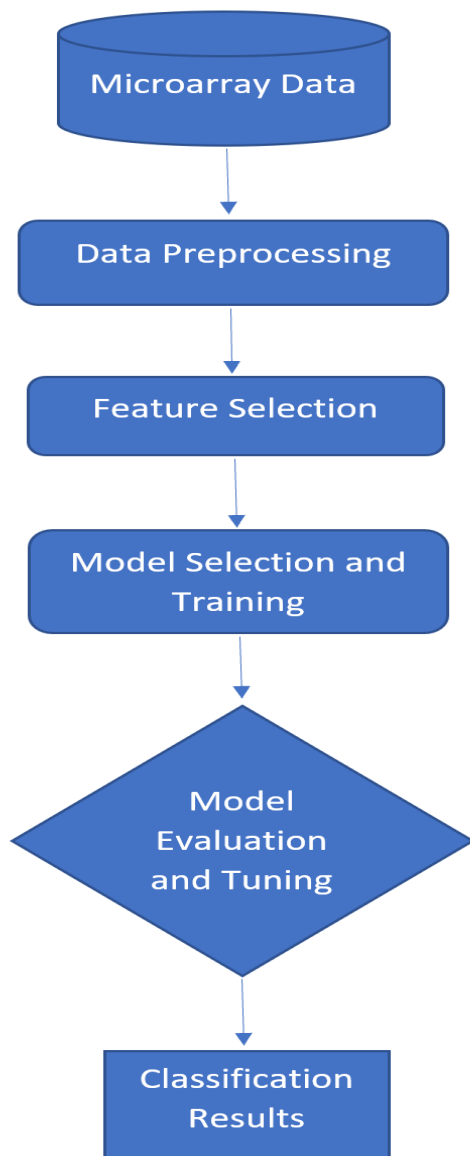 Microarray Data
Data Preprocessing
Feature Selection
Model Selection and
Training
Model
Evaluation
and Tuning
Classification
Results